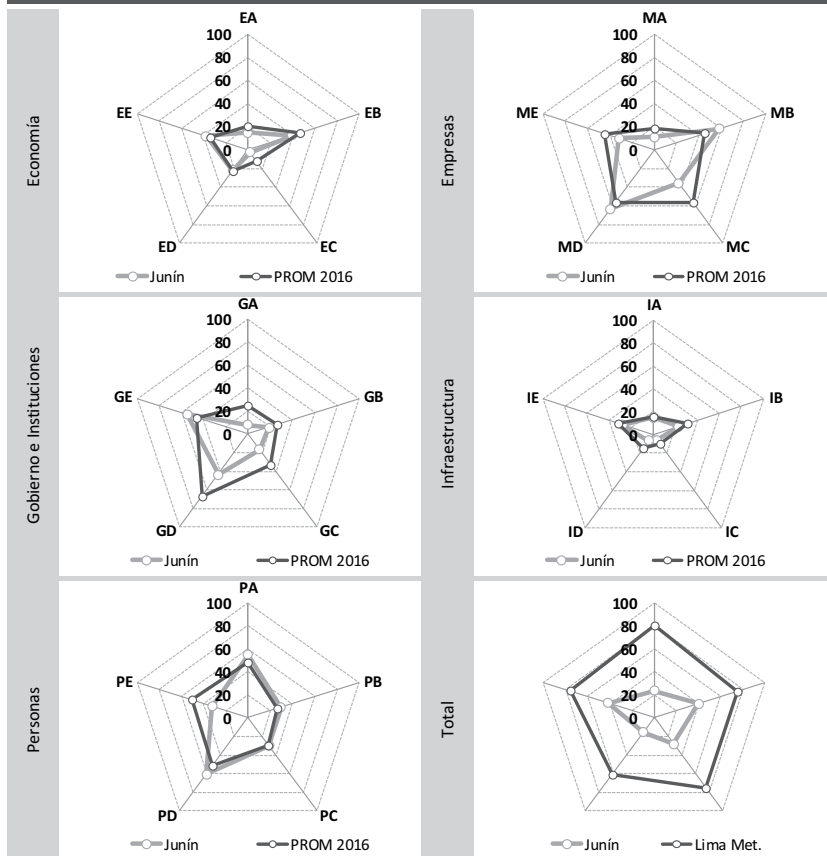 Economía
EA
100
80
60
40
20
0
EB
EC
ED
EE
Junín PROM 2016
Empresas
MA
100
80
60
40
20
0
MB
MC
MD
ME
Junín PROM 2016
Gobierno e Instituciones
GA
100
80
60
40
20
0
GB
GC
GD
GE
Junín PROM 2016
Infraestructura
IA
100
80
60
40
20
0
IB
IC
ID
IE
Junín PROM 2016
Personas
PA
100
80
60
40
20
0
PB
PC
PD
PE
Junín PROM 2016
Total
100
80
60
40
20
0
Junín Lima Met.